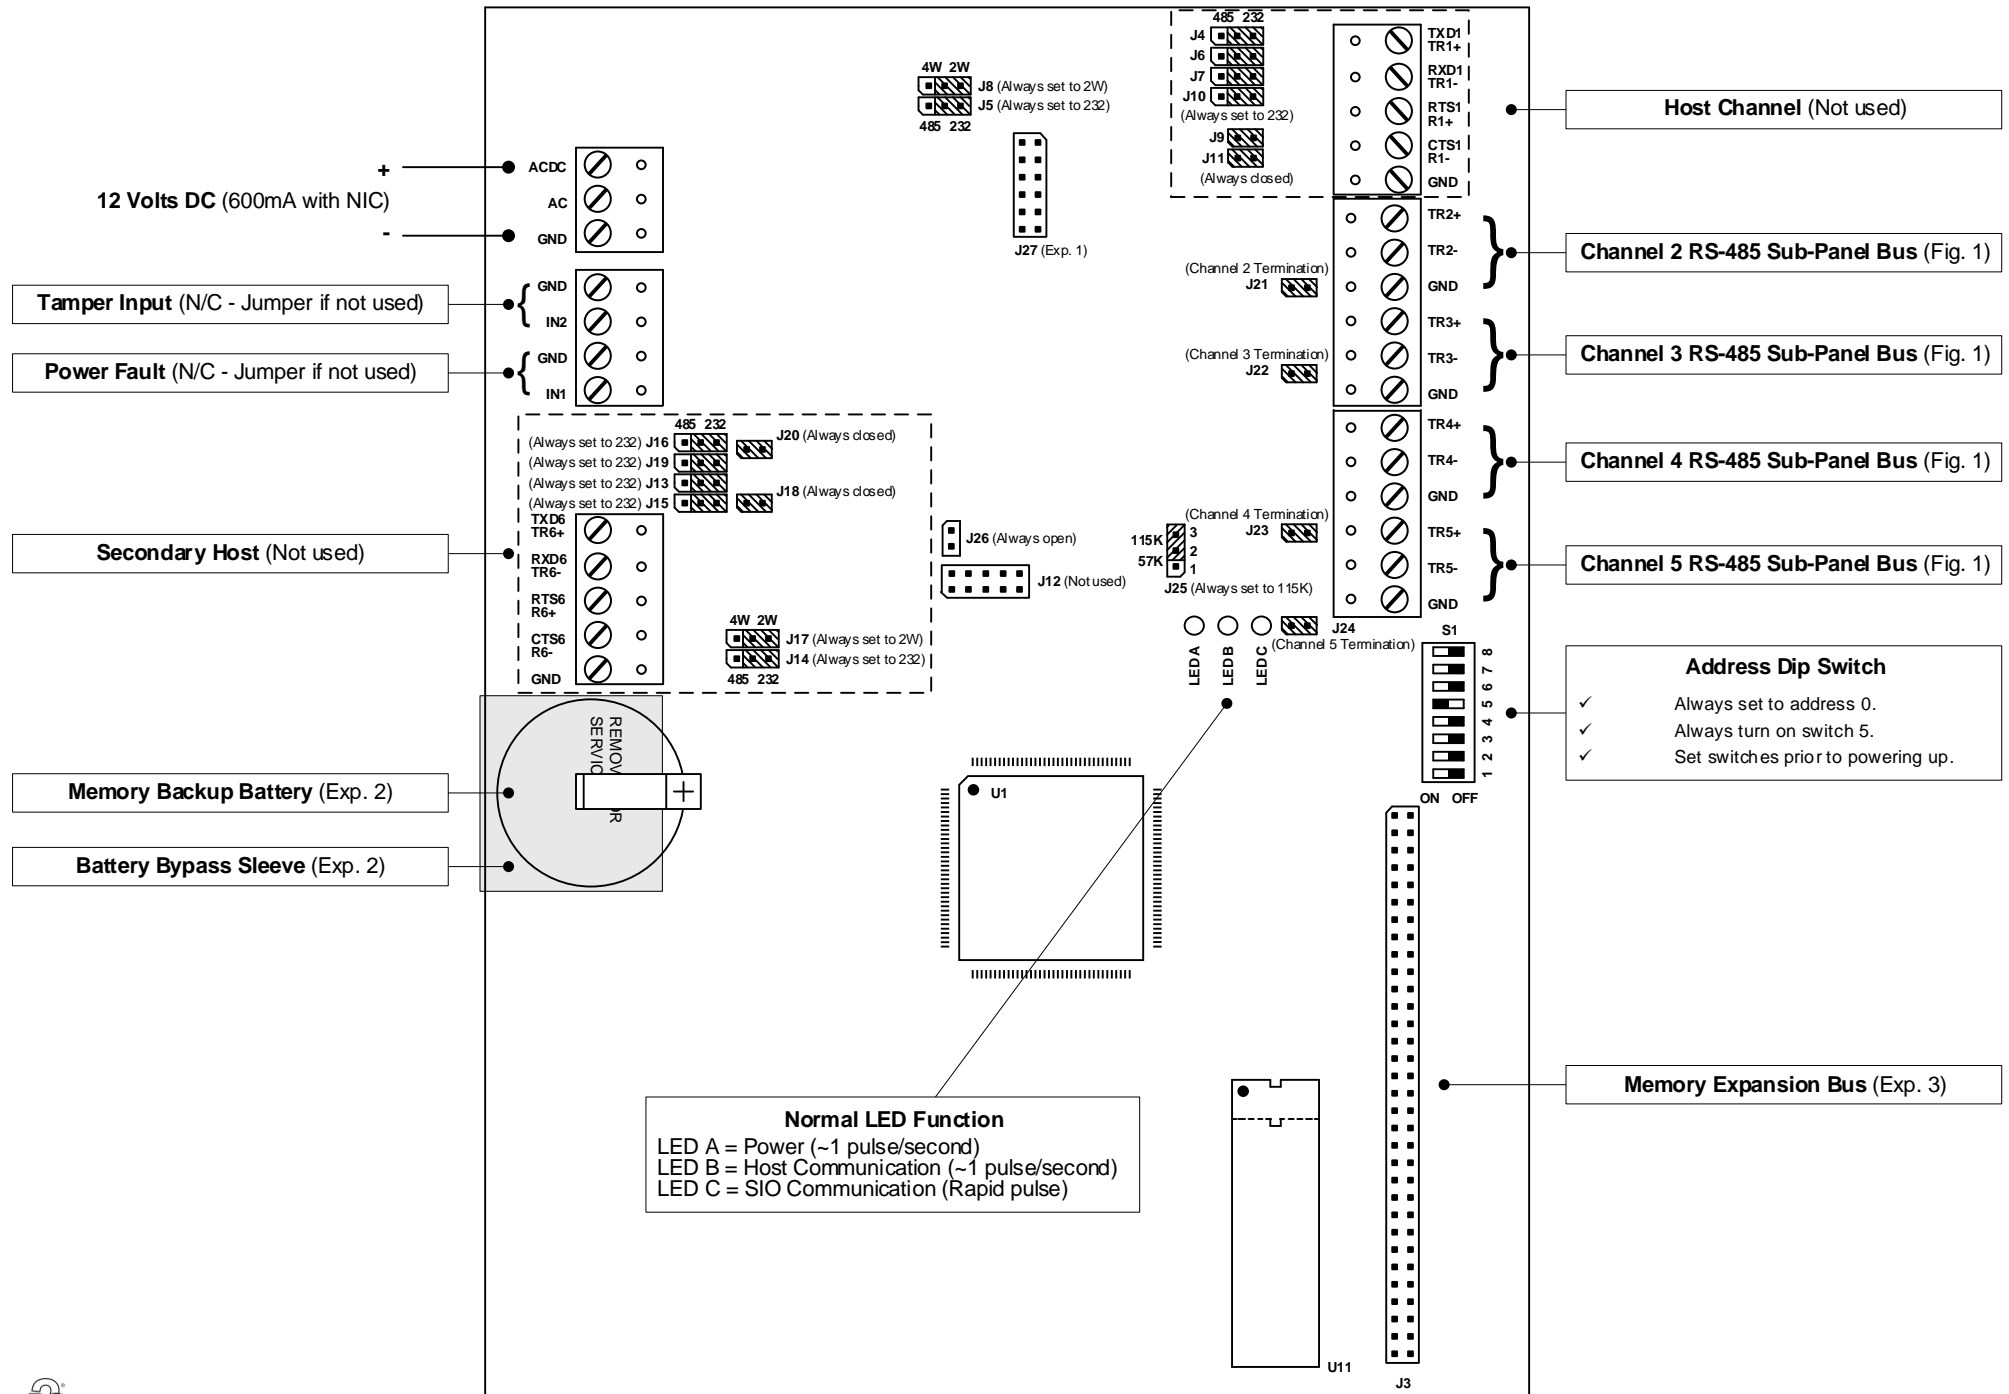 485 232
J4
J6
J7
J10
(Always set to 232)
J9
J11
(Always closed)
TXD1
TR1+
RXD1
TR1-
RTS1
R1+
CTS1
R1-
GND
Host Channel (Not used)
4W 2W
J8 (Always set to 2W)
J5 (Always set to 232)
485 232
J27 (Exp. 1)
+
12 Volts DC (600mA with NIC)
-
ACDC
AC
GND
Tamper Input (N/C - Jumper if not used)
GND
IN2
Power Fault (N/C - Jumper if not used)
GND
IN1
TR2+
TR2-
GND
Channel 2 RS-485 Sub-Panel Bus (Fig. 1)
(Channel 2 Termination)
J21
TR3+
TR3-
GND
Channel 3 RS-485 Sub-Panel Bus (Fig. 1)
(Channel 3 Termination)
J22
TR4+
TR4-
GND
Channel 4 RS-485 Sub-Panel Bus (Fig. 1)
(Channel 4 Termination)
J23
TR5+
TR5-
GND
Channel 5 RS-485 Sub-Panel Bus (Fig. 1)
J24
(Channel 5 Termination)
485 232
(Always set to 232) J16
(Always set to 232) J19
(Always set to 232) J13
(Always set to 232) J15
J20 (Always closed)
J18 (Always closed)
TXD6
TR6+
RXD6
TR6-
RTS6
R6+
CTS6
R6-
GND
Secondary Host (Not used)
4W 2W
J17 (Always set to 2W)
J14 (Always set to 232)
485 232
J26 (Always open)
J12 (Not used)
115K
57K
3
2
1
J25 (Always set to 115K)
LED A
LED B
LED C
S1
8
7
6
5
4
3
2
1
ON OFF
Address Dip Switch
✓ Always set to address 0.
✓ Always turn on switch 5.
✓ Set switches prior to powering up.
Memory Backup Battery (Exp. 2)
Battery Bypass Sleeve (Exp. 2)
+
U1
Normal LED Function
LED A = Power (~1 pulse/second)
LED B = Host Communication (~1 pulse/second)
LED C = SIO Communication (Rapid pulse)
Memory Expansion Bus (Exp. 3)
U11
J3